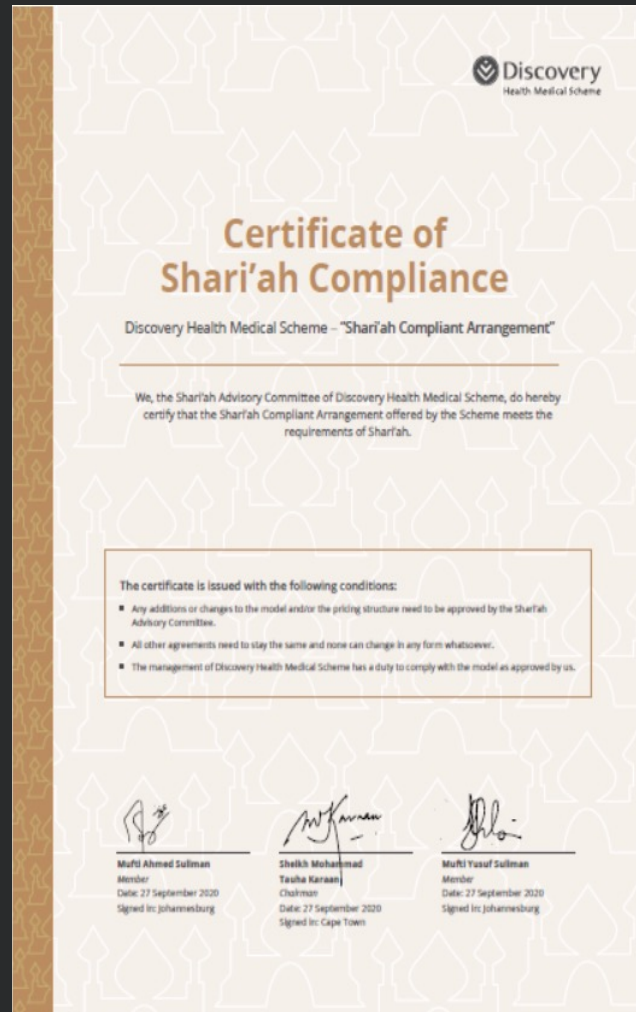 Discovery
Health Medical Scheme
Certificate of
Shari'ah Compliance
Discovery Health Medical Scheme – "Shari'ah Compliant Arrangement"
We, the Shari'ah Advisory Committee of Discovery Health Medical Scheme, do hereby
certify that the Shari'ah Compliant Arrangement offered by the Scheme meets the
requirements of Shari'ah.
The certificate is issued with the following conditions:
Any additions or changes to the model and/or the pricing structure need to be approved by the Shari'ah
Advisory Committee.
All other agreements need to stay the same and none can change in any form whatsoever.
The management of Discovery Health Medical Scheme has a duty to comply with the model as approved by us.
Mufti Ahmed Suliman
Member
Date: 27 September 2020
Signed in: Johannesburg
Sheikh Mohammad
Tauha Karaan
Chairman
Date: 27 September 2020
Signed in: Cape Town
Mufti Yusuf Suliman
Member
Date: 27 September 2020
Signed in: Johannesburg